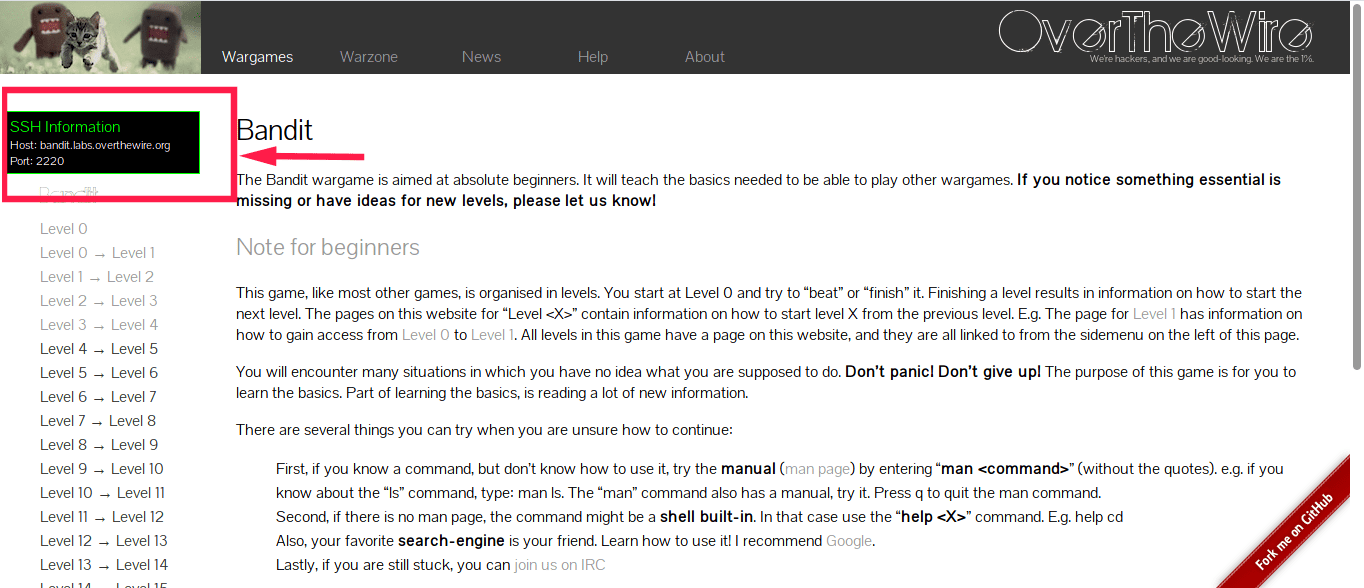 OverTheWire
We're hackers, and we are good-looking. We are the 1%.
Wargames Warzone News Help About
SSH Information
Host: bandit.labs.overthewire.org
Port: 2220
Bandit
Level 0
Level 0 → Level 1
Level 1 → Level 2
Level 2 → Level 3
Level 3 → Level 4
Level 4 → Level 5
Level 5 → Level 6
Level 6 → Level 7
Level 7 → Level 8
Level 8 → Level 9
Level 9 → Level 10
Level 10 → Level 11
Level 11 → Level 12
Level 12 → Level 13
Level 13 → Level 14
Level 14 → Level 15
Bandit
The Bandit wargame is aimed at absolute beginners. It will teach the basics needed to be able to play other wargames. If you notice something essential is
missing or have ideas for new levels, please let us know!
Note for beginners
This game, like most other games, is organised in levels. You start at Level 0 and try to “beat” or “finish” it. Finishing a level results in information on how to start the
next level. The pages on this website for “Level <X>” contain information on how to start level X from the previous level. E.g. The page for Level 1 has information on
how to gain access from Level 0 to Level 1. All levels in this game have a page on this website, and they are all linked to from the sidemenu on the left of this page.
You will encounter many situations in which you have no idea what you are supposed to do. Don’t panic! Don’t give up! The purpose of this game is for you to
learn the basics. Part of learning the basics, is reading a lot of new information.
There are several things you can try when you are unsure how to continue:
First, if you know a command, but don’t know how to use it, try the manual (man page) by entering “man <command>” (without the quotes). e.g. if you
know about the “ls” command, type: man ls. The “man” command also has a manual, try it. Press q to quit the man command.
Second, if there is no man page, the command might be a shell built-in. In that case use the “help <X>” command. E.g. help cd
Also, your favorite search-engine is your friend. Learn how to use it! I recommend Google.
Lastly, if you are still stuck, you can join us on IRC
Fork me on GitHub